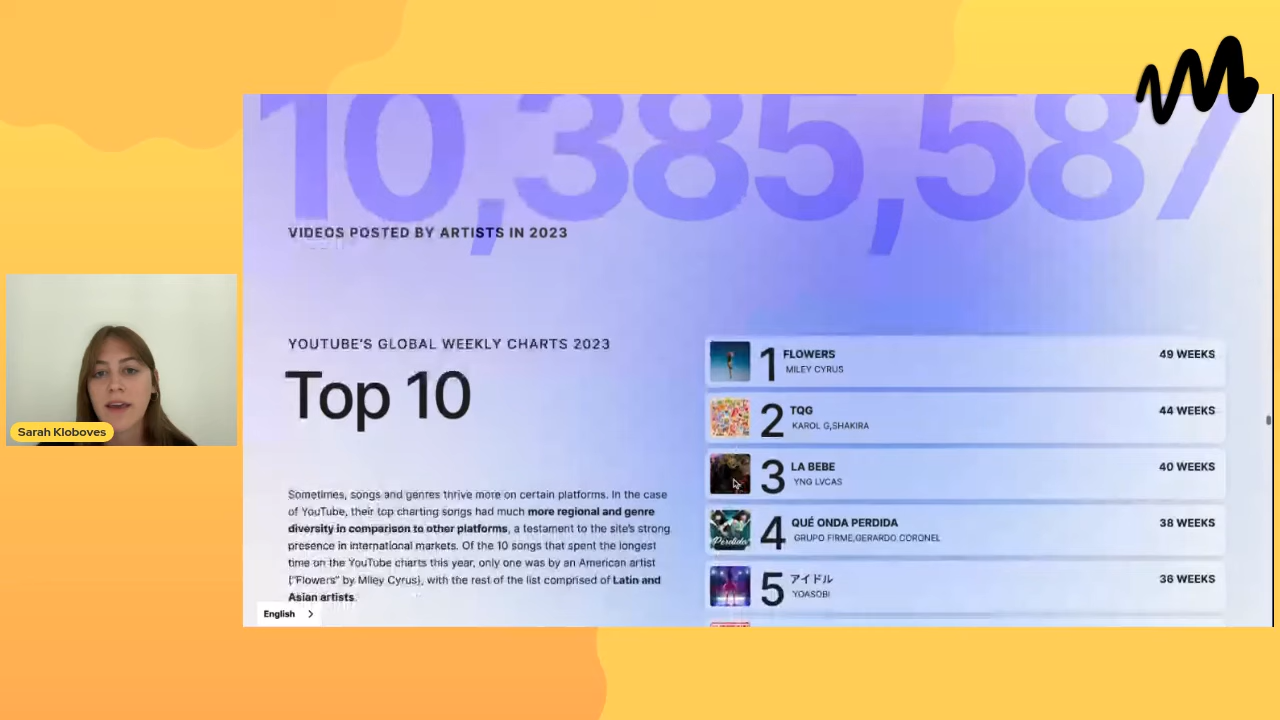 10,385,587
VIDEOS POSTED BY ARTISTS IN 2023
YOUTUBE'S GLOBAL WEEKLY CHARTS 2023
Top 10
Sometimes, songs and genres thrive more on certain platforms. In the case
of YouTube, their top charting songs had much more regional and genre
diversity in comparison to other platforms, a testament to the site's strong
presence in international markets. Of the 10 songs that spent the longest
time on the YouTube charts this year, only one was by an American artist
("Flowers" by Miley Cyrus), with the rest of the list comprised of Latin and
Asian artists.
English
1 FLOWERS 49 WEEKS
MILEY CYRUS
2 TQG 44 WEEKS
KAROL G,SHAKIRA
3 LA BEBE 40 WEEKS
YNG LVCAS
4 QUÉ ONDA PERDIDA 38 WEEKS
GRUPO FIRME,GERARDO CORONEL
Perdida
5 アイドル 36 WEEKS
YOASOBI
Sarah Kloboves